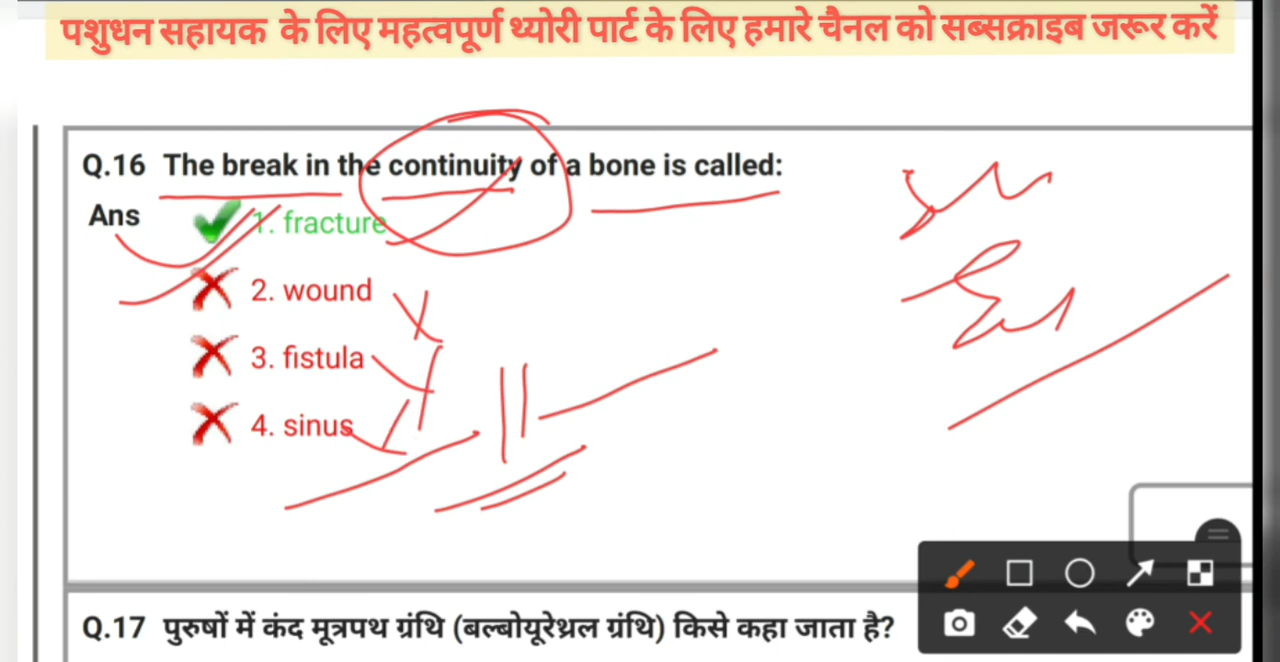 पशुधन सहायक के लिए महत्वपूर्ण थ्योरी पार्ट के लिए हमारे चैनल को सब्सक्राइब जरूर करें
Q.16 The break in the continuity of a bone is called:
Ans 1. fracture
2. wound
3. fistula
4. sinus
Q.17 पुरुषों में कंद मूत्रपथ ग्रंथि (बल्बोयूरेथ्रल ग्रंथि) किसे कहा जाता है?